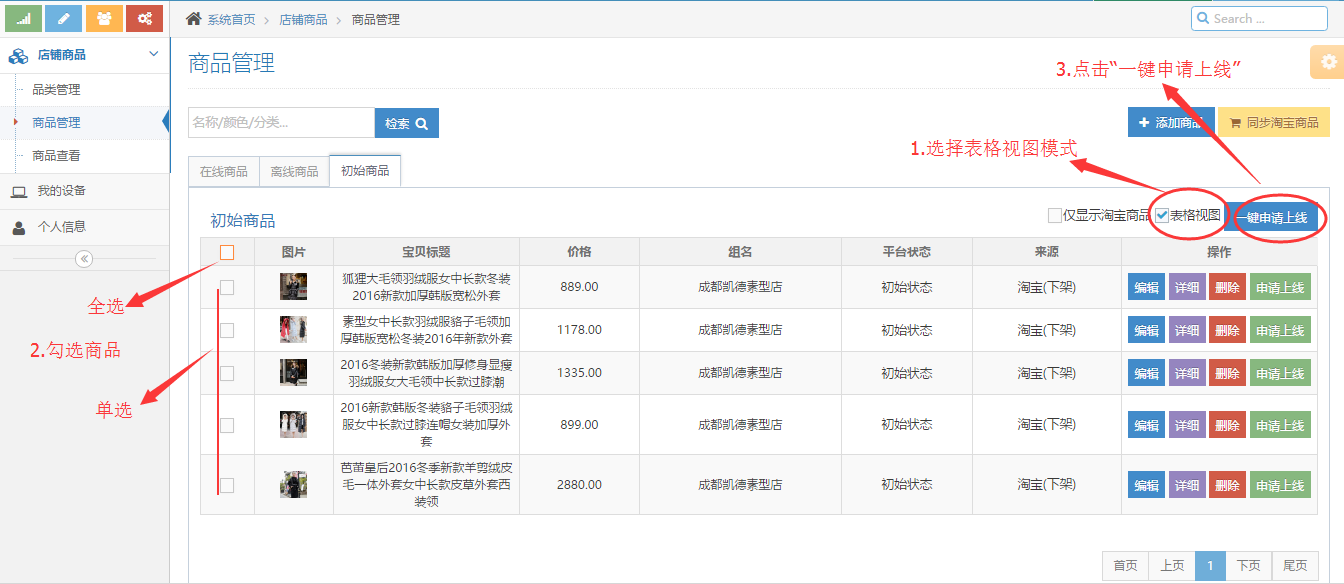 系统首页 > 店铺商品 > 商品管理
Search ...
店铺商品
品类管理
商品管理
商品查看
我的设备
个人信息
商品管理
3.点击“一键申请上线”
名称/颜色/分类...
检索
添加商品
同步淘宝商品
1.选择表格视图模式
在线商品 离线商品 初始商品
初始商品
仅显示淘宝商品 表格视图 一键申请上线
图片 宝贝标题 价格 组名 平台状态 来源 操作
狐狸大毛领羽绒服女中长款冬装
2016新款加厚韩版宽松外套
889.00 成都凯德素型店 初始状态 淘宝(下架) 编辑 详细 删除 申请上线
素型女中长款羽绒服貉子毛领加
厚韩版宽松冬装2016年新款外套
1178.00 成都凯德素型店 初始状态 淘宝(下架) 编辑 详细 删除 申请上线
2016冬装新款韩版加厚修身显瘦
羽绒服女大毛领中长款过膝潮
1335.00 成都凯德素型店 初始状态 淘宝(下架) 编辑 详细 删除 申请上线
2016新款韩版冬装貉子毛领羽绒
服女中长款过膝连帽女装加厚外
套
899.00 成都凯德素型店 初始状态 淘宝(下架) 编辑 详细 删除 申请上线
芭苗皇后2016冬季新款羊剪绒皮
毛一体外套女中长款皮草外套西
装领
2880.00 成都凯德素型店 初始状态 淘宝(下架) 编辑 详细 删除 申请上线
全选
2.勾选商品
单选
首页 上页 1 下页 尾页